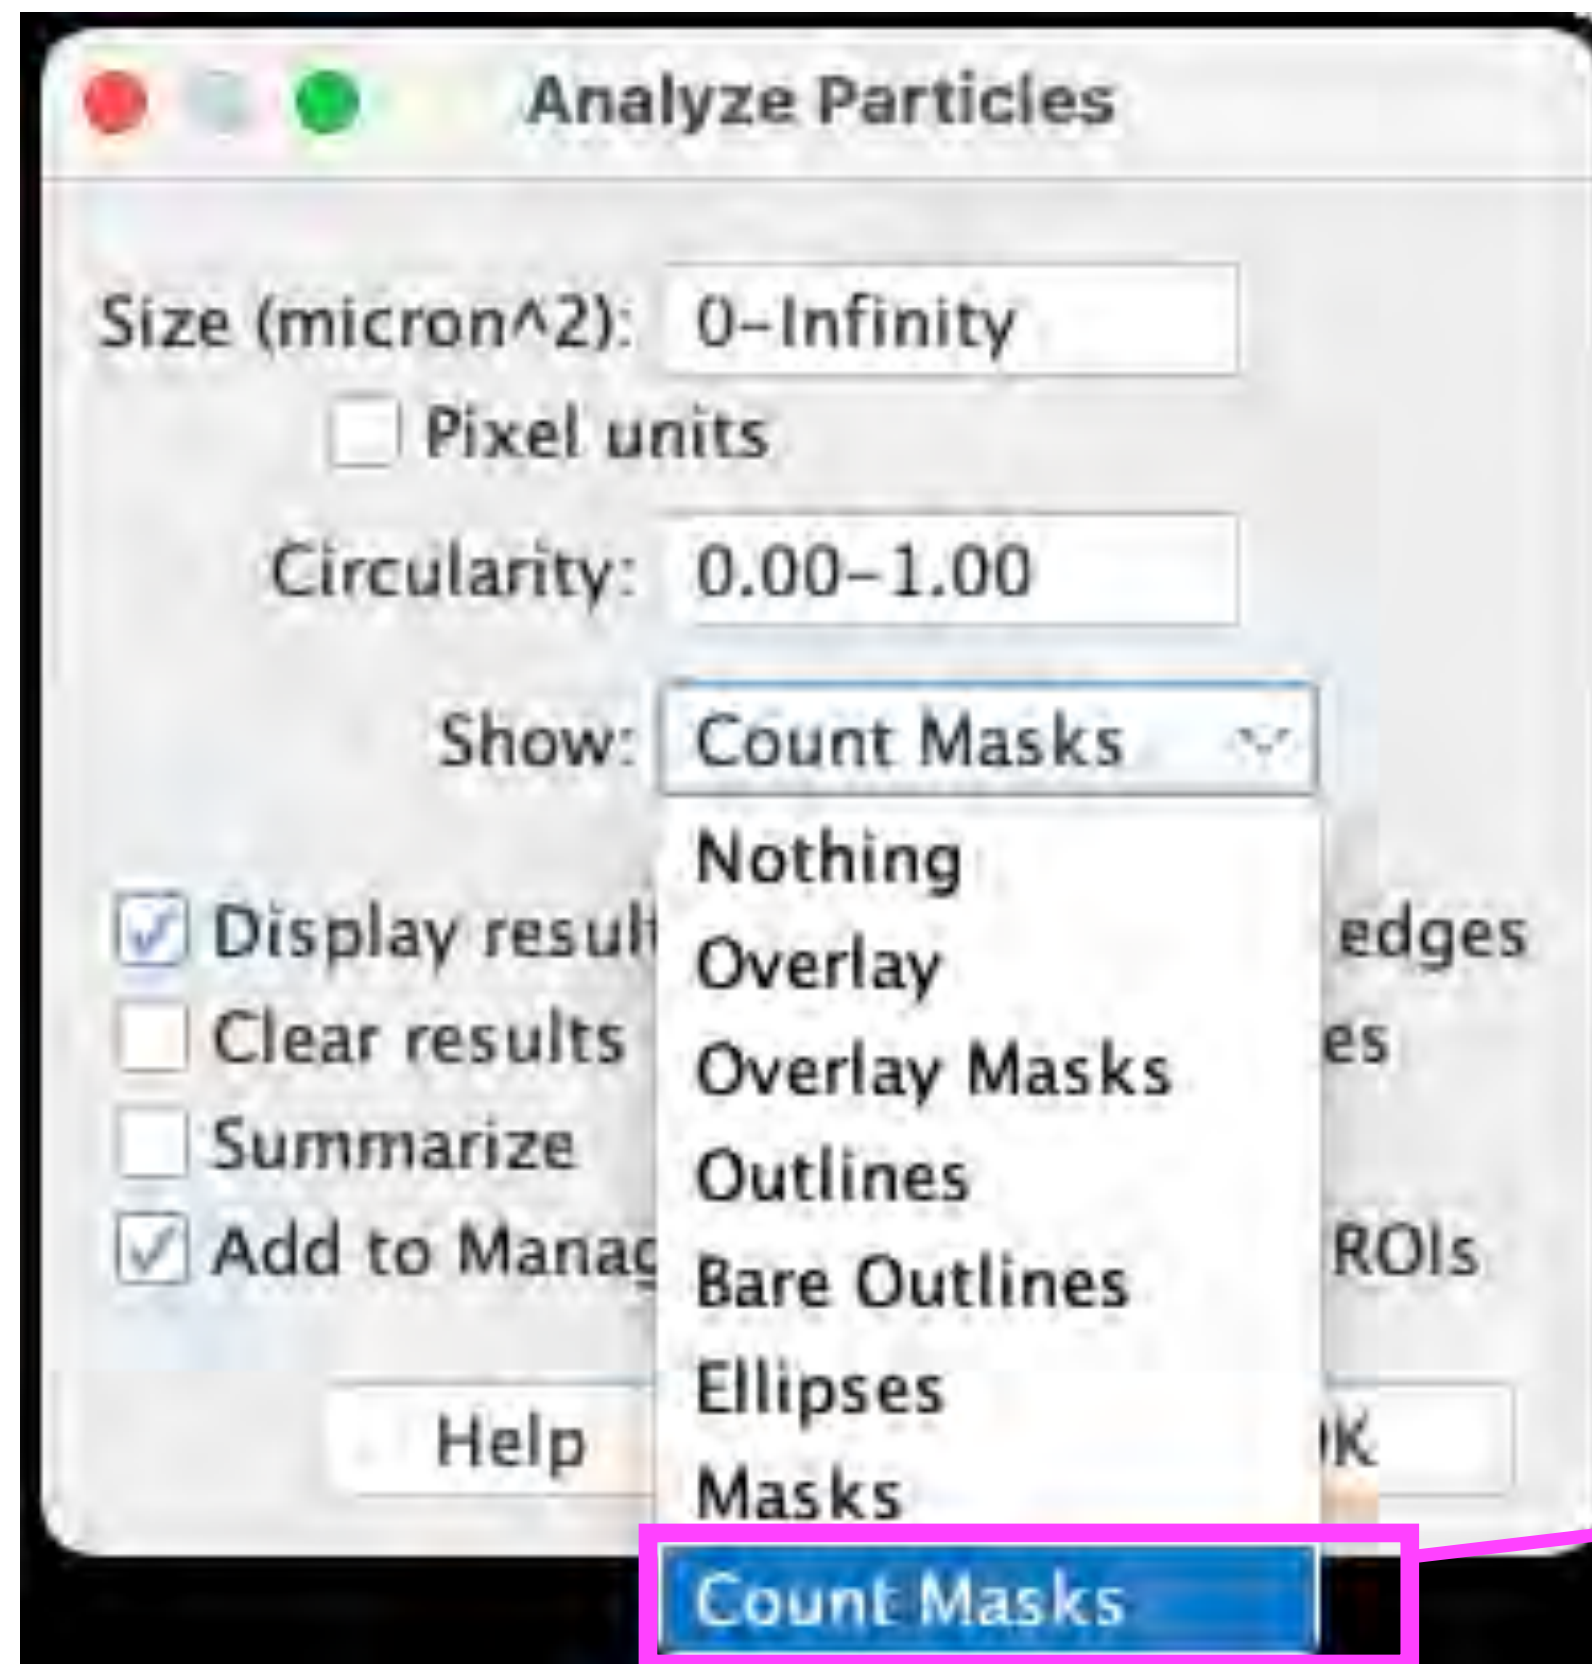 Analyze Particles
Size (micron^2): 0-Infinity
Pixel units
Circularity: 0.00-1.00
Show: Count Masks
Nothing
Display resul edges
Overlay
Clear results es
Overlay Masks
Summarize
Outlines
Add to Manag ROIs
Bare Outlines
Ellipses
Help K
Masks
Count Masks